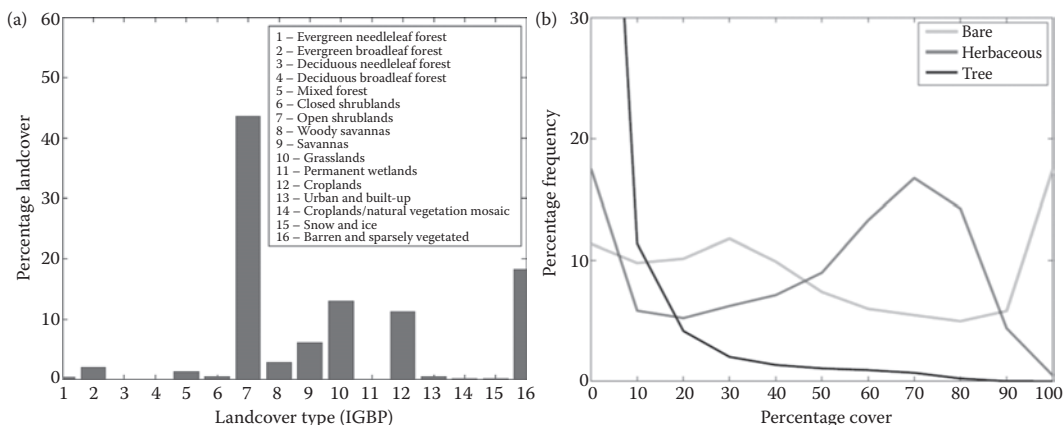 (a)
60
50
40
30
20
10
0
Percentage landcover
1 – Evergreen needleleaf forest
2 – Evergreen broadleaf forest
3 – Deciduous needleleaf forest
4 – Deciduous broadleaf forest
5 – Mixed forest
6 – Closed shrublands
7 – Open shrublands
8 – Woody savannas
9 – Savannas
10 – Grasslands
11 – Permanent wetlands
12 – Croplands
13 – Urban and built-up
14 – Croplands/natural vegetation mosaic
15 – Snow and ice
16 – Barren and sparsely vegetated
1 2 3 4 5 6 7 8 9 10 11 12 13 14 15 16
Landcover type (IGBP)
(b)
30
20
10
0
Percentage frequency
Bare
Herbaceous
Tree
0 10 20 30 40 50 60 70 80 90 100
Percentage cover